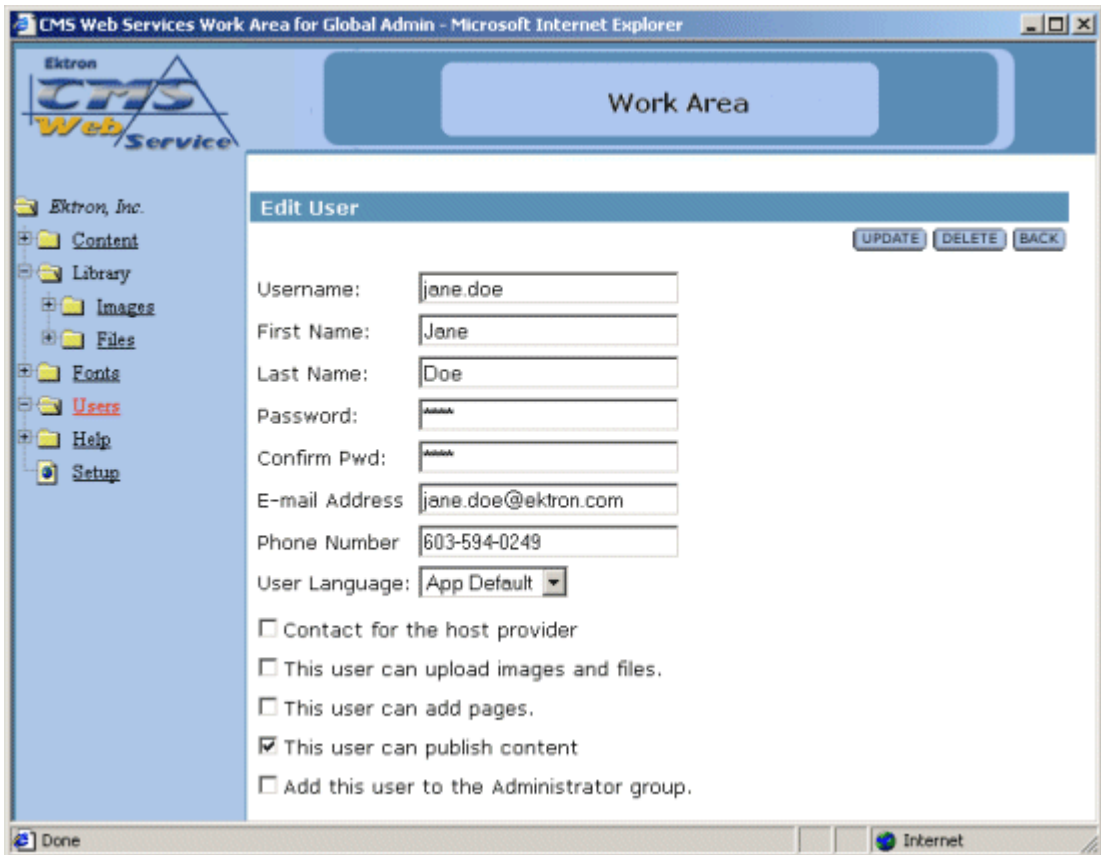 CMS Web Services Work Area for Global Admin - Microsoft Internet Explorer
Ektron
CMS
Web
Service
Work Area
Ektron, Inc.
Content
Library
Images
Files
Fonts
Users
Help
Setup
Edit User
UPDATE DELETE BACK
Username: jane.doe
First Name: Jane
Last Name: Doe
Password: ****
Confirm Pwd: ****
E-mail Address jane.doe@ektron.com
Phone Number 603-594-0249
User Language: App Default
Contact for the host provider
This user can upload images and files.
This user can add pages.
This user can publish content
Add this user to the Administrator group.
Done Internet